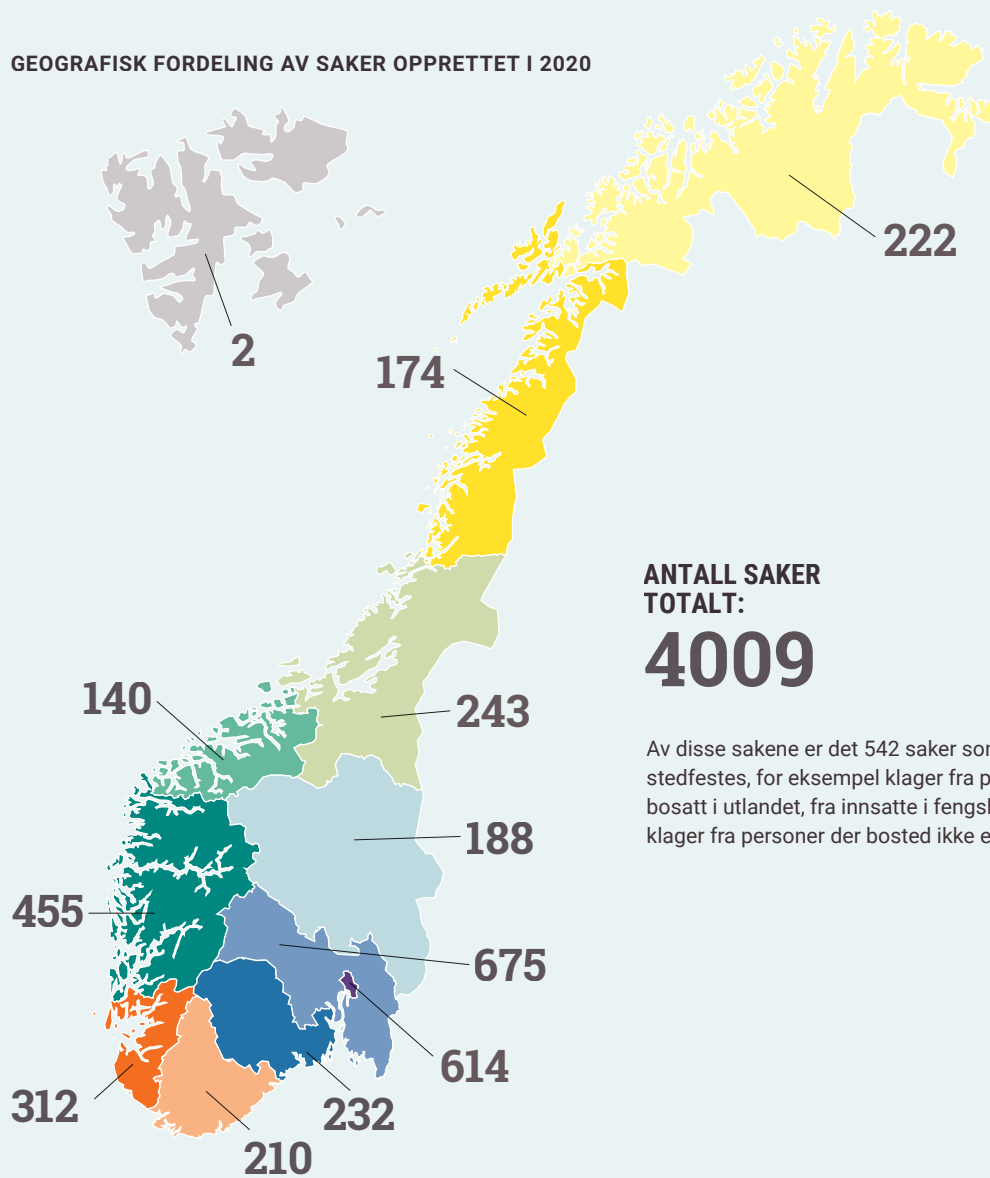 GEOGRAFISK FORDELING AV SAKER OPPRETTET I 2020
222
2
174
ANTALL SAKER
TOTALT:
4009
140
243
Av disse sakene er det 542 saker
stedfestes, for eksempel klager fra
bosatt i utlandet, fra innsatte i
klager fra personer der bosted ikke
188
455
675
614
312
232
210